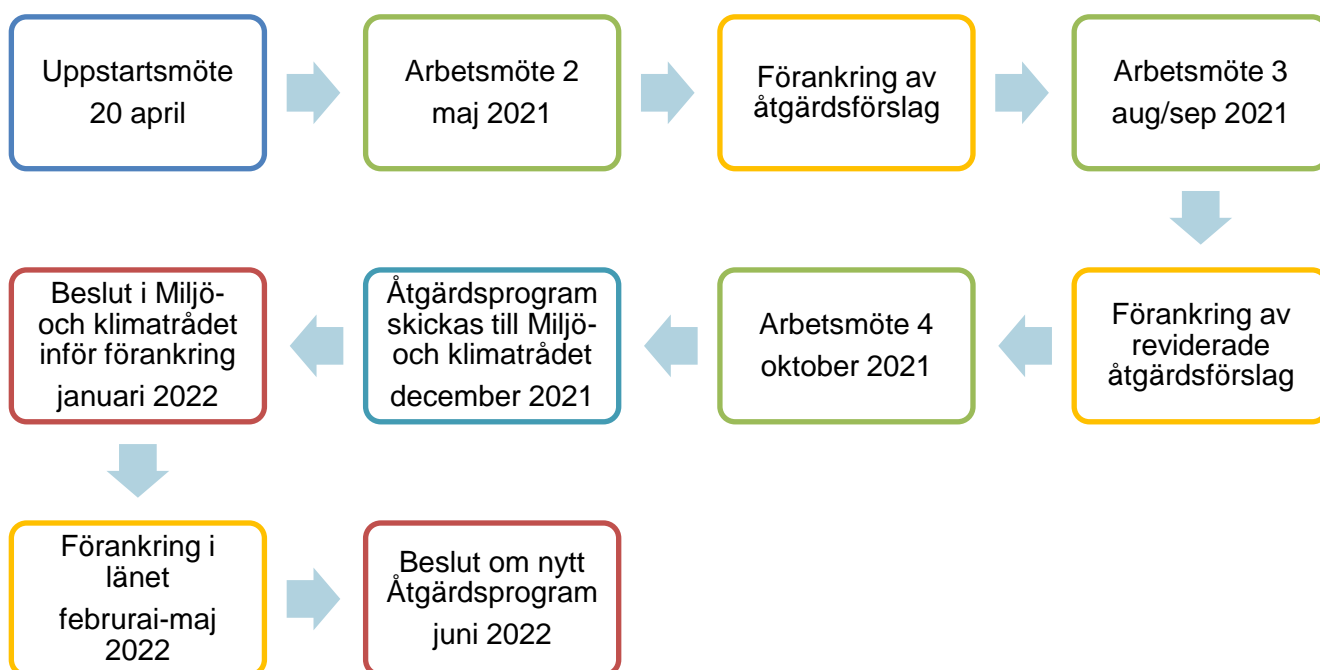 Uppstartsmöte
20 april
Arbetsmöte 2
maj 2021
Förankring av
åtgärdsförslag
Arbetsmöte 3
aug/sep 2021
Förankring av
reviderade
åtgärdsförslag
Arbetsmöte 4
oktober 2021
Åtgärdsprogram
skickas till Miljö-
och klimatrådet
december 2021
Beslut i Miljö-
och klimatrådet
inför förankring
januari 2022
Förankring i
länet
februrai-maj
2022
Beslut om nytt
Åtgärdsprogram
juni 2022